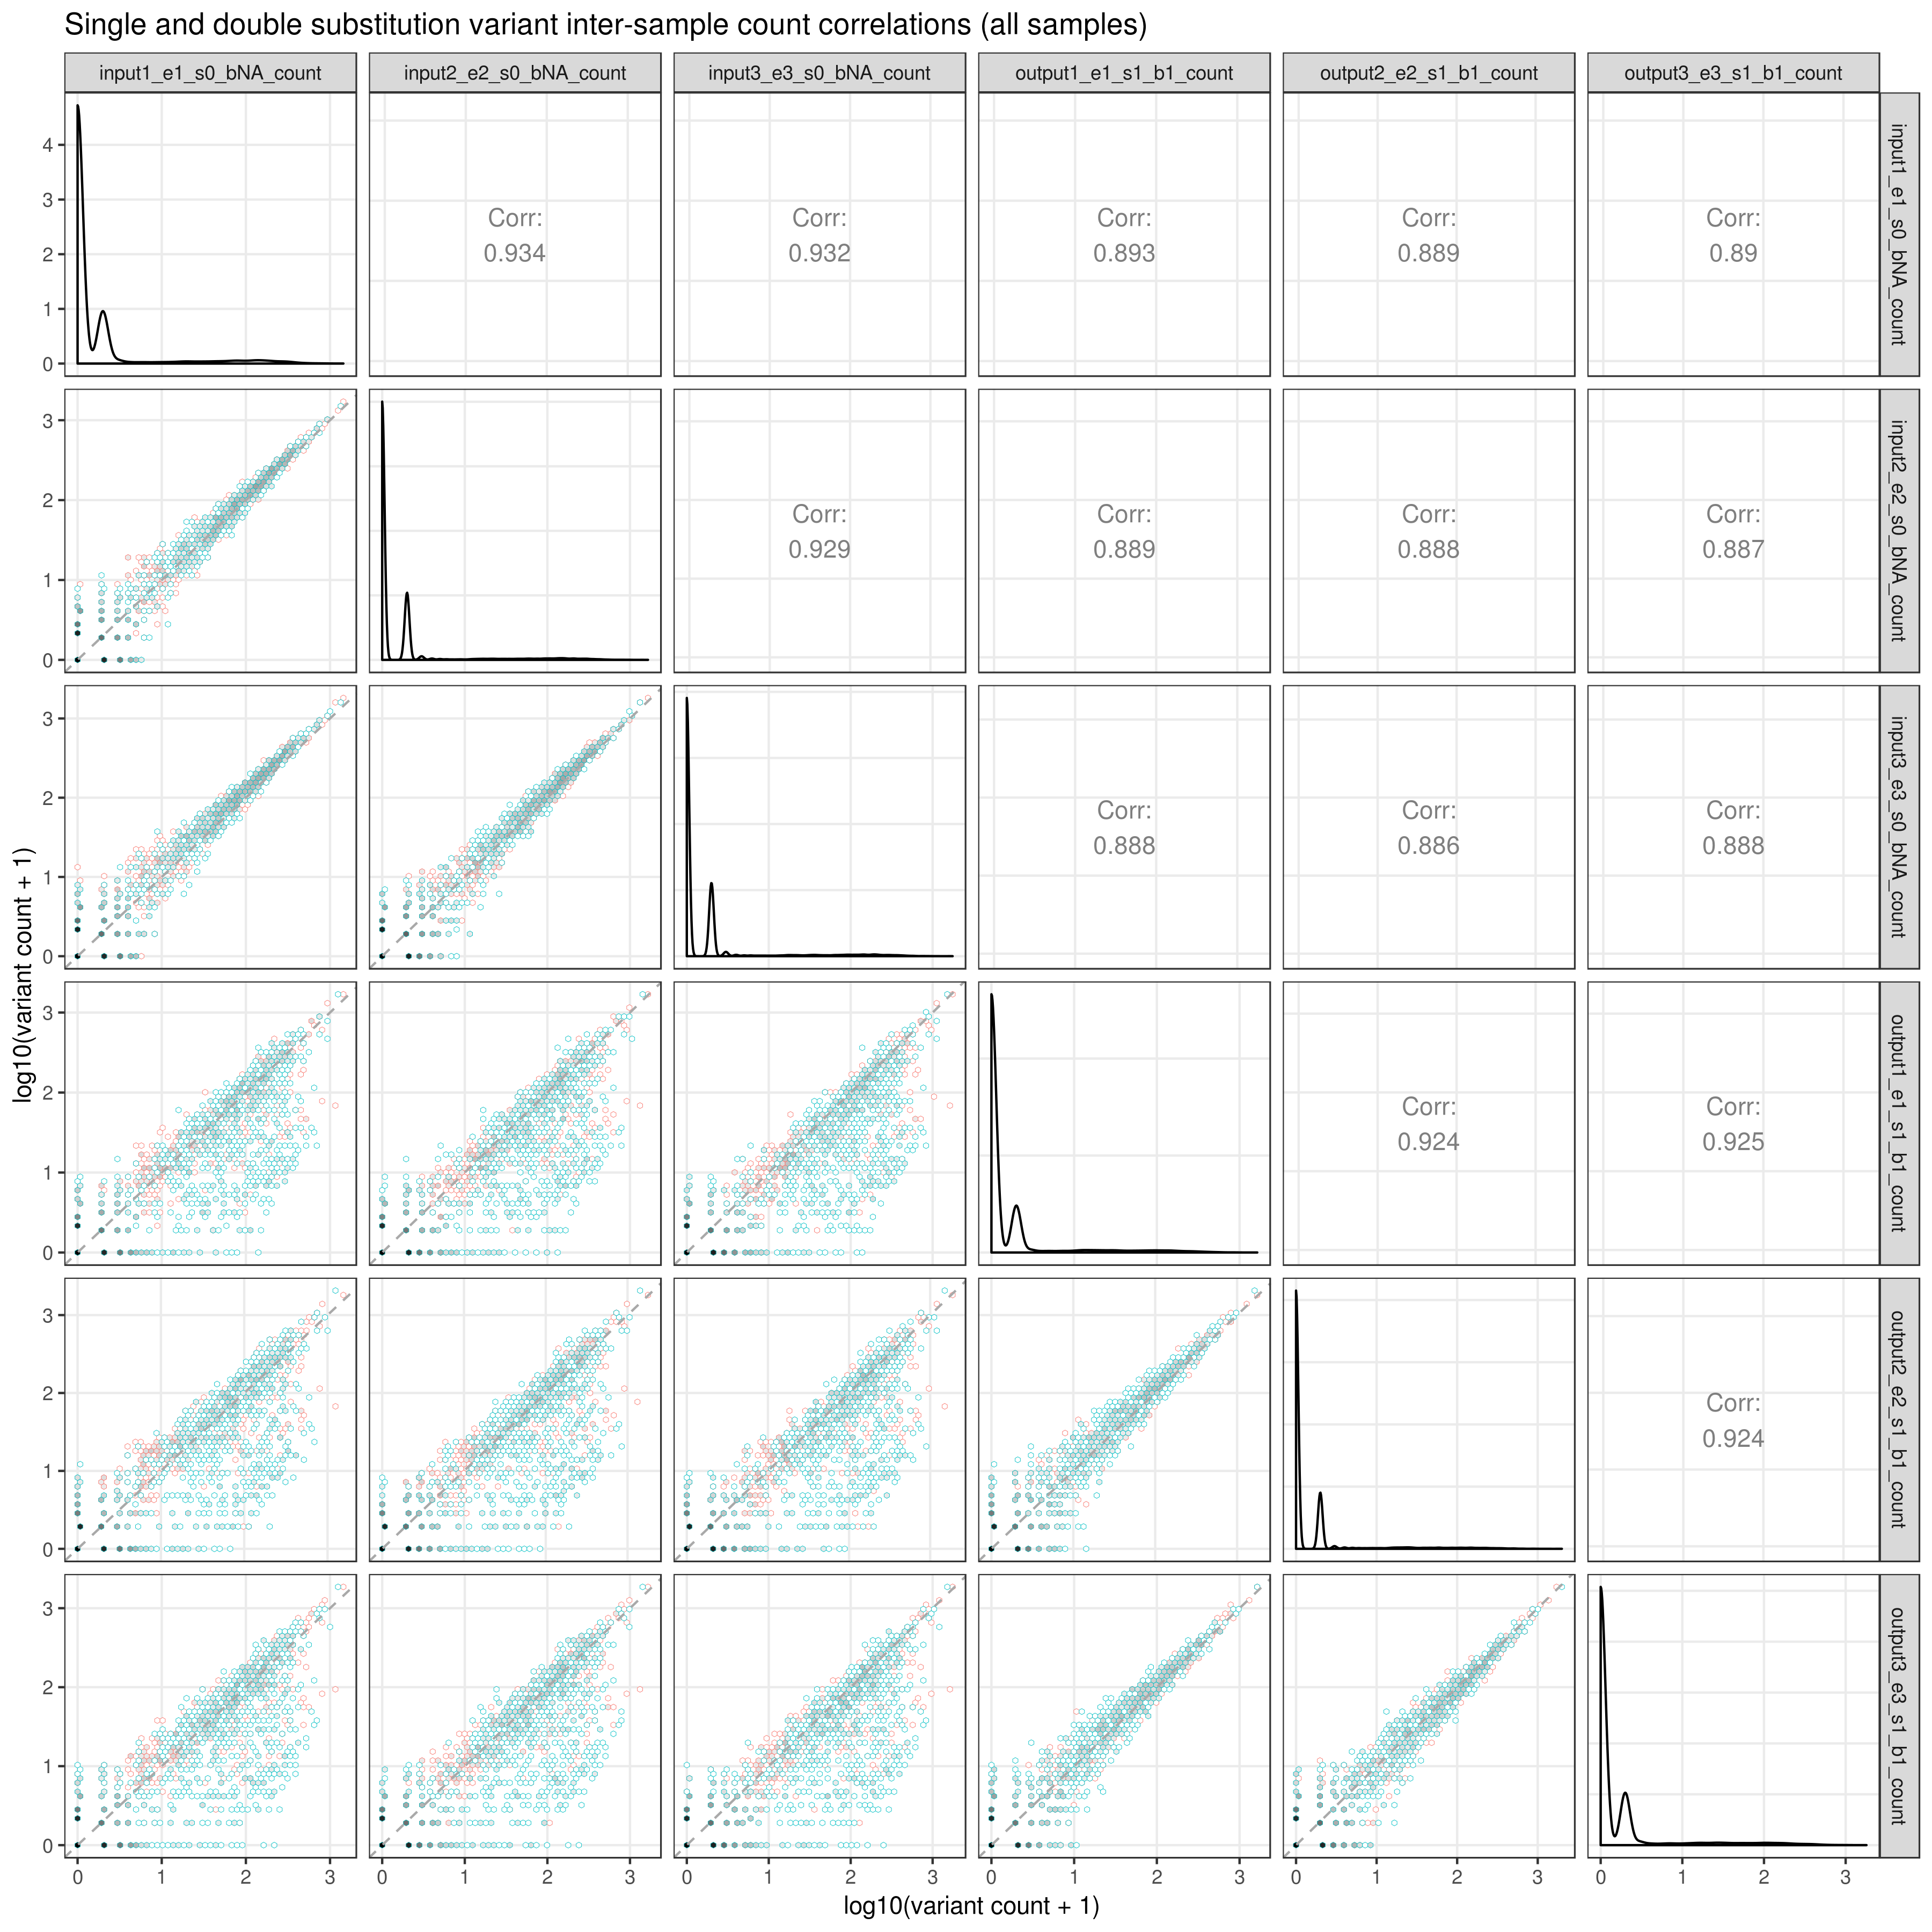 Single and double substitution variant inter-sample count correlations (all samples)
input1_e1_s0_bNA_count
input2_e2_s0_bNA_count
input3_e3_s0_bNA_count
output1_e1_s1_b1_count
output2_e2_s1_b1_count
output3_e3_s1_b1_count
4
3
2
1
0
Corr:
0.934
Corr:
0.932
Corr:
0.893
Corr:
0.889
Corr:
0.89
input1_e1_s0_bNA_count
3
2
1
0
Corr:
0.929
Corr:
0.889
Corr:
0.888
Corr:
0.887
input2_e2_s0_bNA_count
3
2
1
0
Corr:
0.888
Corr:
0.886
Corr:
0.888
input3_e3_s0_bNA_count
log10(variant count + 1)
3
2
1
0
Corr:
0.924
Corr:
0.925
output1_e1_s1_b1_count
3
2
1
0
Corr:
0.924
output2_e2_s1_b1_count
3
2
1
0
output3_e3_s1_b1_count
0 1 2 3
0 1 2 3
0 1 2 3
0 1 2 3
0 1 2 3
0 1 2 3
log10(variant count + 1)